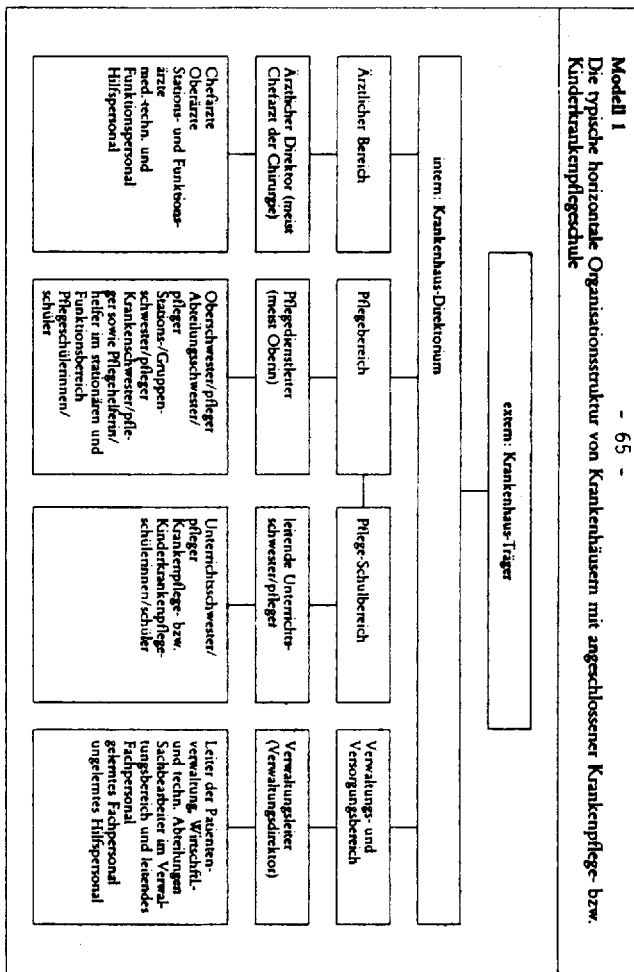 - 65 -
Modell 1
Die typische horizontale Organisationsstruktur von Krankenhäusern mit angeschlossener Krankenpflege- bzw.
Kinderkrankenpflegeschule
extern: Krankenhaus-Träger
intern: Krankenhaus-Direktorium
Ärztlicher Bereich
Pflegebereich
Pflege-Schulbereich
Verwaltungs- und
Versorgungsbereich
Ärztlicher Direktor (meist
Chefarzt der Chirurgie)
Pflegedienstleiter
(meist Oberin)
leitende Unterrichts-
schwester/pfleger
Verwaltungsleiter
(Verwaltungsdirektor)
Chefärzte
Oberärzte
Stations- und Funktions-
ärzte
med.-techn. und
Funktionspersonal
Hilfspersonal
Oberschwester/pfleger
Abteilungsschwester/
pfleger
Stations-/Gruppen-
schwester/pfleger
Krankenschwester/pfle-
ger sowie Pflegehelferin/
helfer im stationären und
Funktionsbereich
Pflegeschülerinnen/
schüler
Unterrichtsschwester/
pfleger
Krankenpflege- bzw.
Kinderkrankenpflege-
schülerinnen/schüler
Leiter der Patienten-
verwaltung, Wirtschftl.-
und techn. Abteilungen
Sachbearbeiter im Verwal-
tungsbereich und leitendes
Fachpersonal
gelerntes Fachpersonal
ungelerntes Hilfspersonal